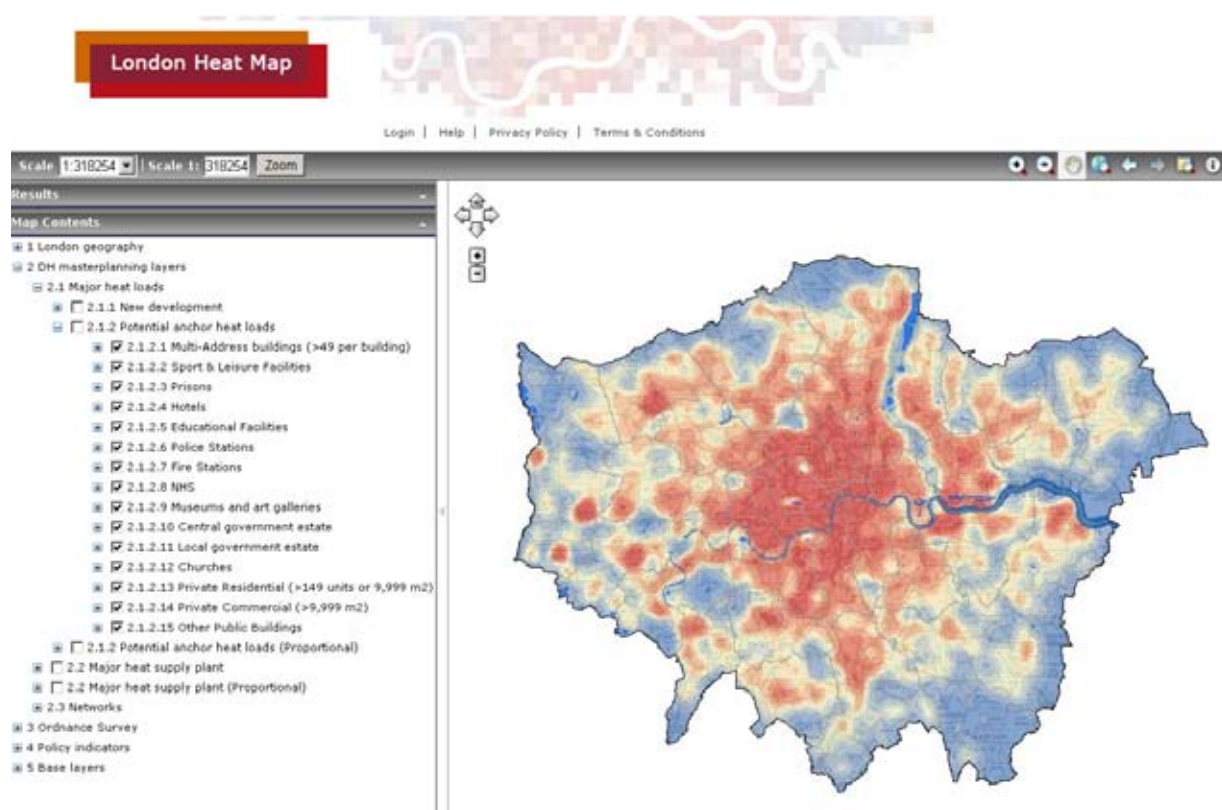 London Heat Map
Login | Help | Privacy Policy | Terms & Conditions
Scale 1:318254 | Scale 1: 318254 Zoom
Results
Map Contents
1 London geography
2 DH masterplanning layers
2.1 Major heat loads
2.1.1 New development
2.1.2 Potential anchor heat loads
2.1.2.1 Multi-Address buildings (>49 per building)
2.1.2.2 Sport & Leisure Facilities
2.1.2.3 Prisons
2.1.2.4 Hotels
2.1.2.5 Educational Facilities
2.1.2.6 Police Stations
2.1.2.7 Fire Stations
2.1.2.8 NHS
2.1.2.9 Museums and art galleries
2.1.2.10 Central government estate
2.1.2.11 Local government estate
2.1.2.12 Churches
2.1.2.13 Private Residential (>149 units or 9,999 m2)
2.1.2.14 Private Commercial (>9,999 m2)
2.1.2.15 Other Public Buildings
2.1.2 Potential anchor heat loads (Proportional)
2.2 Major heat supply plant
2.2 Major heat supply plant (Proportional)
2.3 Networks
3 Ordnance Survey
4 Policy indicators
5 Base layers